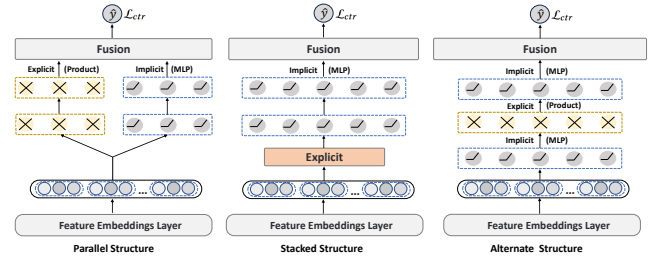 ŷ ℒctr
Fusion
Explicit (Product)
Implicit (MLP)
...
Feature Embeddings Layer
Parallel Structure
ŷ ℒctr
Fusion
Implicit (MLP)
Explicit
...
Feature Embeddings Layer
Stacked Structure
ŷ ℒctr
Fusion
Implicit (MLP)
Explicit (Product)
Implicit (MLP)
...
Feature Embeddings Layer
Alternate Structure